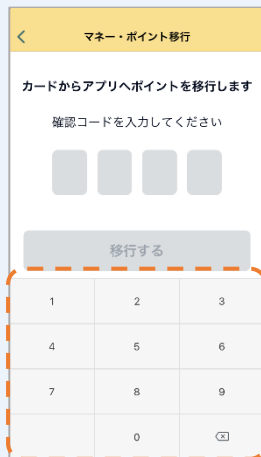 マネー・ポイント移行
カードからアプリへポイントを移行します
確認コードを入力してください
移行する
1 2 3
4 5 6
7 8 9
0